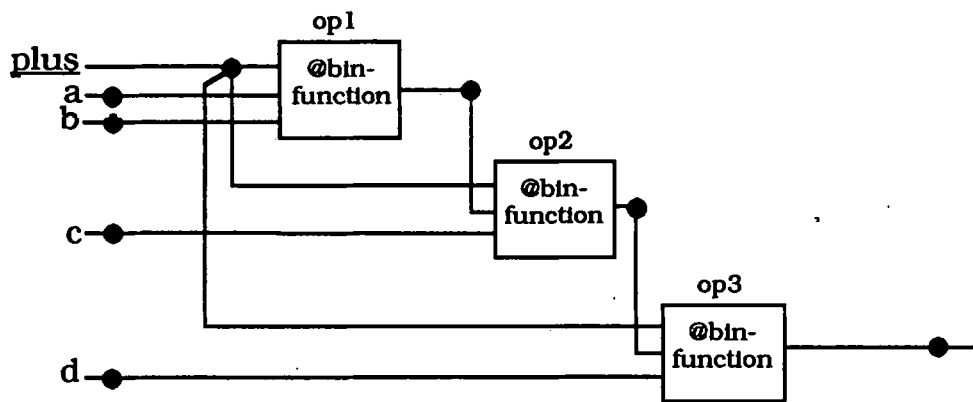 op1
plus
@bin-
function
a
b
op2
@bin-
function
c
op3
@bin-
function
d